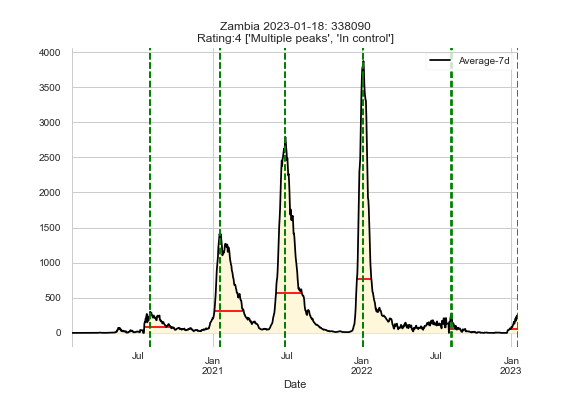 Zambia 2023-01-18: 338090
Rating:4 ['Multiple peaks', 'In control']
Average-7d
4000
3500
3000
2500
2000
1500
1000
500
0
Jul
Jan
2021
Jul
Jan
2022
Jul
Jan
2023
Date